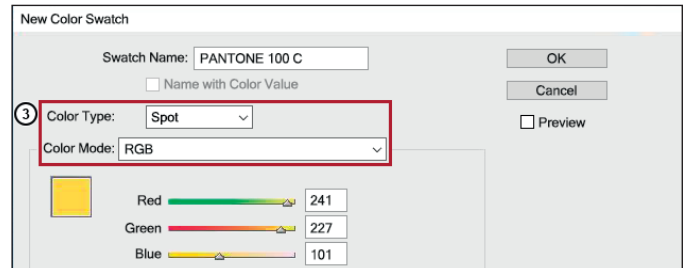 New Color Swatch
Swatch Name: PANTONE 100 C
OK
Name with Color Value
Cancel
3 Color Type: Spot
Preview
Color Mode: RGB
Red 241
Green 227
Blue 101